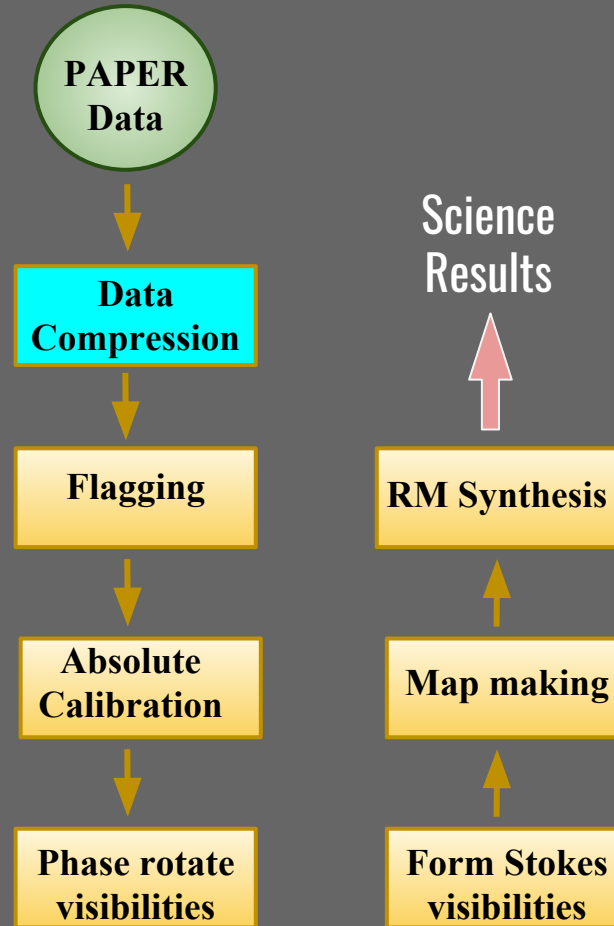 PAPER
Data
Data
Compression
Flagging
Absolute
Calibration
Phase rotate
visibilities
Science
Results
RM Synthesis
Map making
Form Stokes
visibilities